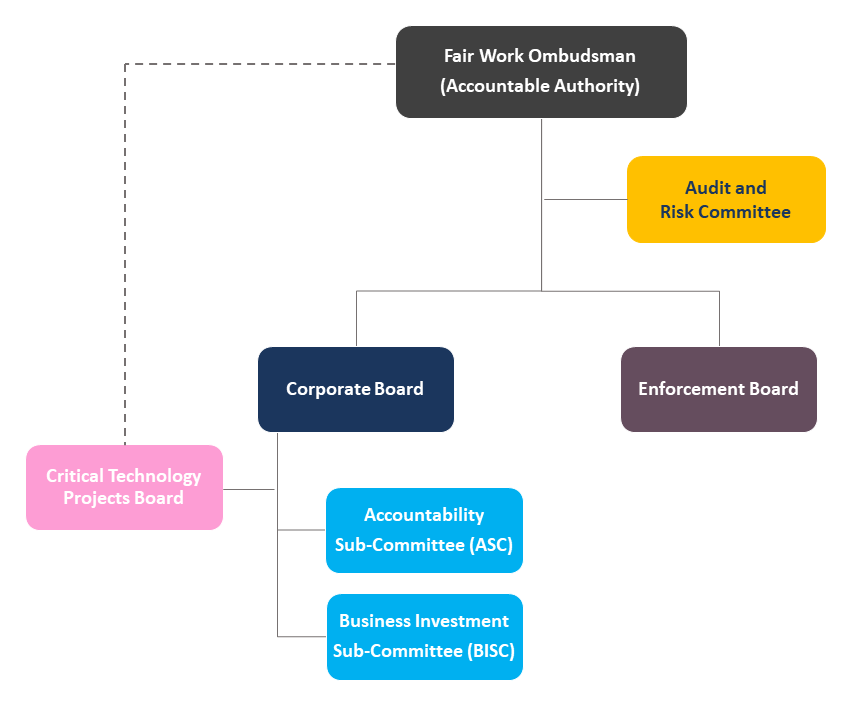 Fair Work Ombudsman
(Accountable Authority)
Audit and
Risk Committee
Corporate Board
Enforcement Board
Critical Technology
Projects Board
Accountability
Sub-Committee (ASC)
Business Investment
Sub-Committee (BISC)